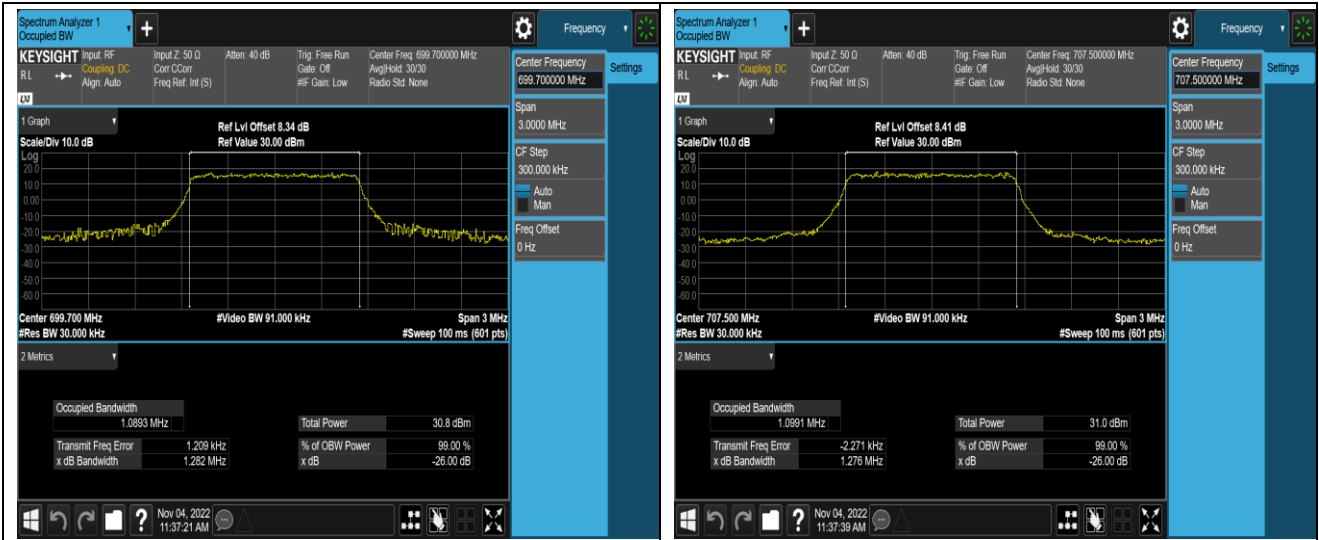 Spectrum Analyzer 1
Occupied BW
+
Frequency
KEYSIGHT
RL
LXI
Input: RF
Coupling: DC
Align: Auto
Input Z: 50 Ω
Corr CCorr
Freq Ref: Int (S)
Atten: 40 dB
Trig: Free Run
Gate: Off
#IF Gain: Low
Center Freq: 699.700000 MHz
Avg|Hold: 30/30
Radio Std: None
Center Frequency
699.700000 MHz
Settings
Span
3.0000 MHz
CF Step
300.000 kHz
Auto
Man
Freq Offset
0 Hz
1 Graph
Ref Lvl Offset 8.34 dB
Scale/Div 10.0 dB
Ref Value 30.00 dBm
Log
20.0
10.0
0.00
-10.0
-20.0
-30.0
-40.0
-50.0
-60.0
Center 699.700 MHz
#Video BW 91.000 kHz
Span 3 MHz
#Res BW 30.000 kHz
#Sweep 100 ms (601 pts)
2 Metrics
Occupied Bandwidth
1.0893 MHz
Total Power 30.8 dBm
Transmit Freq Error 1.209 kHz
% of OBW Power 99.00 %
x dB Bandwidth 1.282 MHz
x dB -26.00 dB
?
Nov 04, 2022
11:37:21 AM
Spectrum Analyzer 1
Occupied BW
+
Frequency
KEYSIGHT
RL
LXI
Input: RF
Coupling: DC
Align: Auto
Input Z: 50 Ω
Corr CCorr
Freq Ref: Int (S)
Atten: 40 dB
Trig: Free Run
Gate: Off
#IF Gain: Low
Center Freq: 707.500000 MHz
Avg|Hold: 30/30
Radio Std: None
Center Frequency
707.500000 MHz
Settings
Span
3.0000 MHz
CF Step
300.000 kHz
Auto
Man
Freq Offset
0 Hz
1 Graph
Ref Lvl Offset 8.41 dB
Scale/Div 10.0 dB
Ref Value 30.00 dBm
Log
20.0
10.0
0.00
-10.0
-20.0
-30.0
-40.0
-50.0
-60.0
Center 707.500 MHz
#Video BW 91.000 kHz
Span 3 MHz
#Res BW 30.000 kHz
#Sweep 100 ms (601 pts)
2 Metrics
Occupied Bandwidth
1.0991 MHz
Total Power 31.0 dBm
Transmit Freq Error -2.271 kHz
% of OBW Power 99.00 %
x dB Bandwidth 1.276 MHz
x dB -26.00 dB
?
Nov 04, 2022
11:37:39 AM